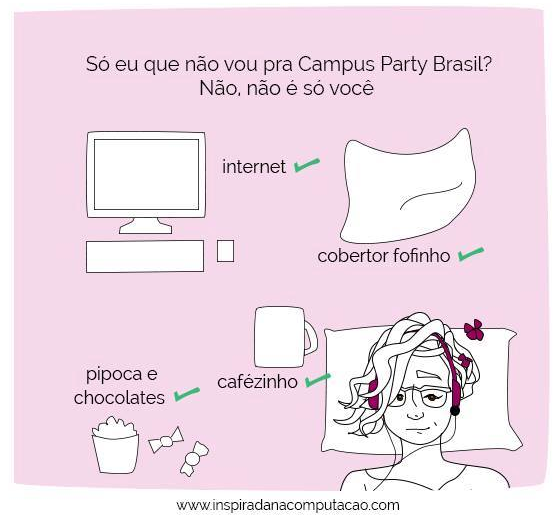 Só eu que não vou pra Campus Party Brasil?
Não, não é só você
internet
cobertor fofinho
cafézinho
pipoca e
chocolates
www.inspiradanacomputacao.com